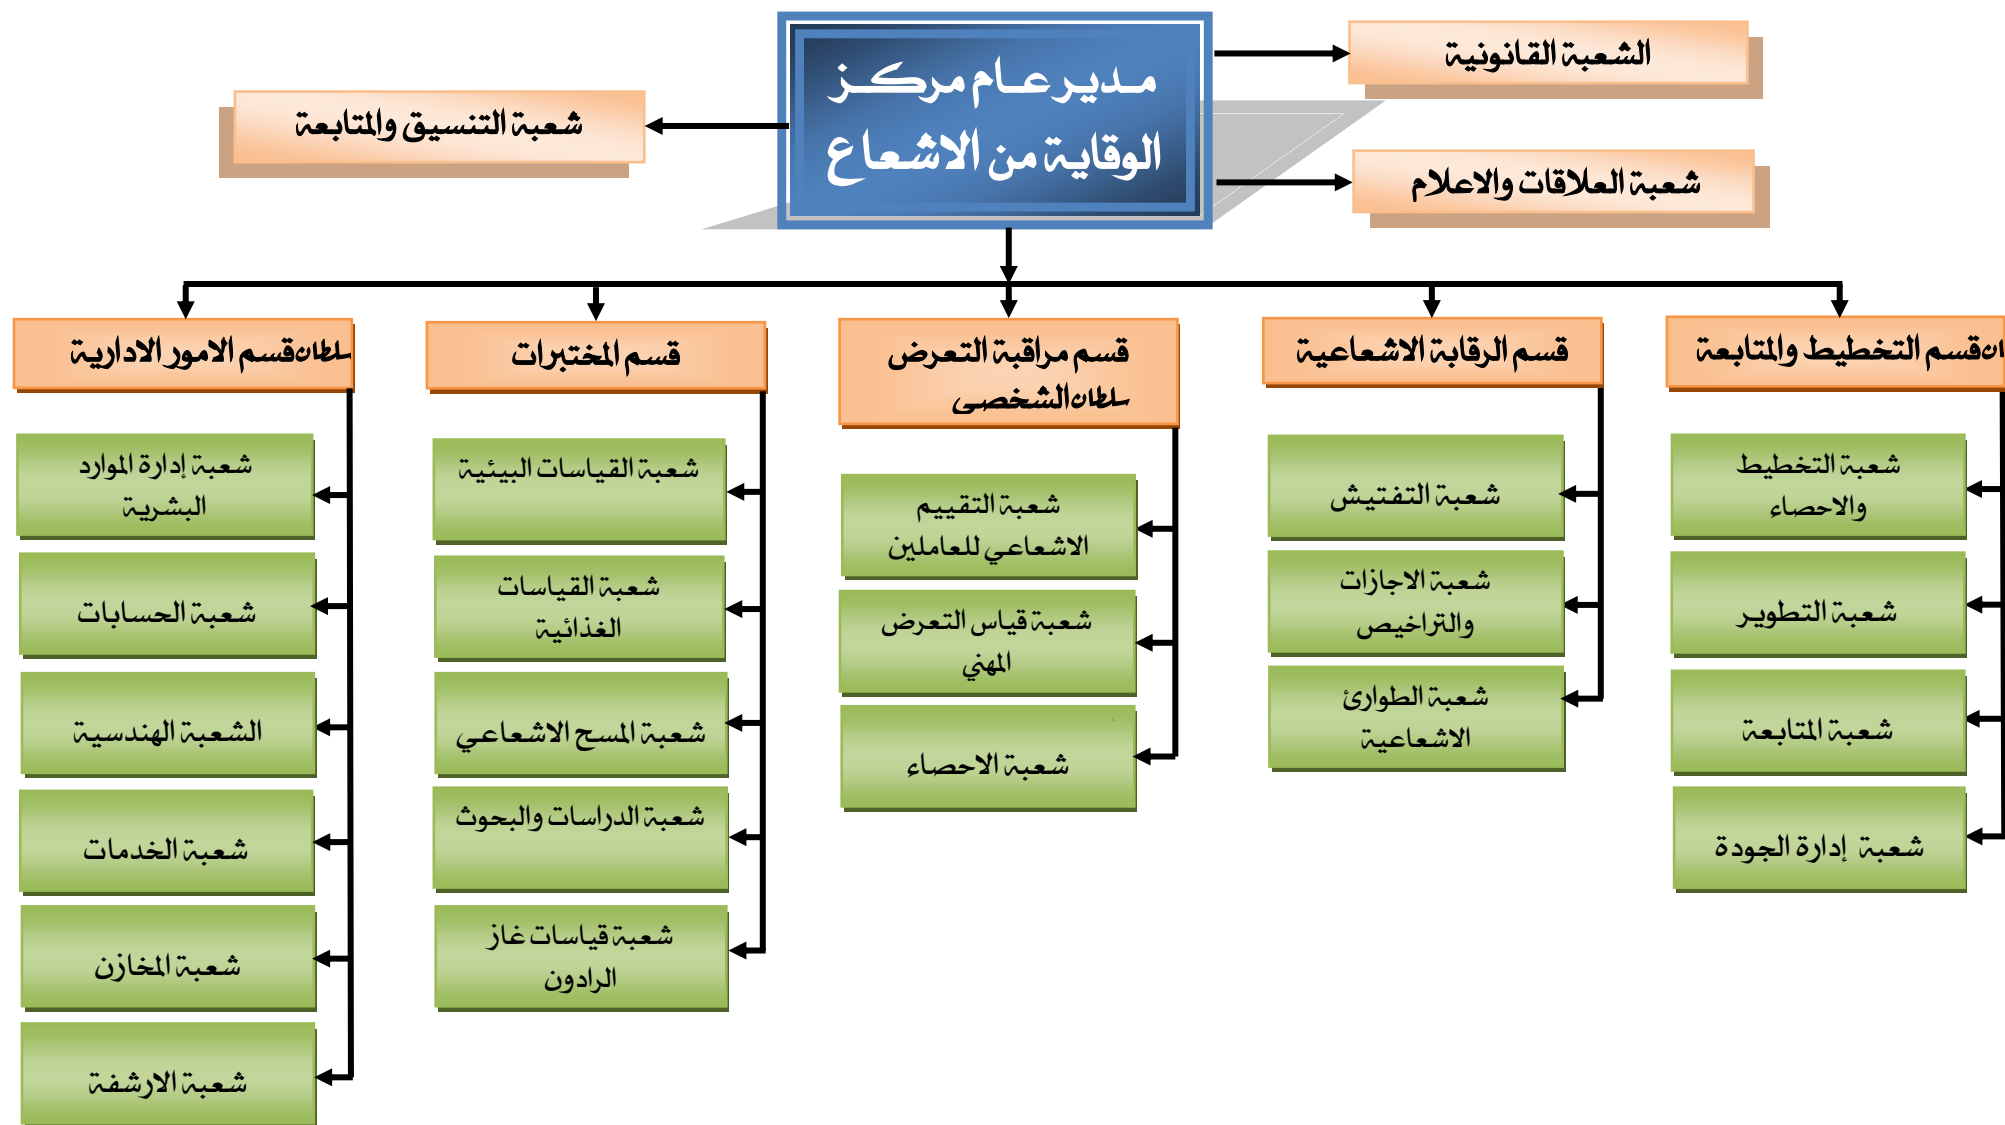 مدير عام مركز
الوقاية من الاشعاع
الشعبة القانونية
شعبة العلاقات والاعلام
شعبة التنسيق والمتابعة
قسم التخطيط والمتابعة
شعبة التخطيط
والاحصاء
شعبة التطوير
شعبة المتابعة
شعبة إدارة الجودة
قسم الرقابة الاشعاعية
شعبة التفتيش
شعبة الاجازات
والتراخيص
شعبة الطوارئ
الاشعاعية
قسم مراقبة التعرض
سلطان الشخصي
شعبة التقييم
الاشعاعي للعاملين
شعبة قياس التعرض
المهني
شعبة الاحصاء
قسم المختبرات
شعبة القياسات البيئية
شعبة القياسات
الغذائية
شعبة المسح الاشعاعي
شعبة الدراسات والبحوث
شعبة قياسات غاز
الرادون
سلطان قسم الامور الادارية
شعبة إدارة الموارد
البشرية
شعبة الحسابات
الشعبة الهندسية
شعبة الخدمات
شعبة المخازن
شعبة الارشفة